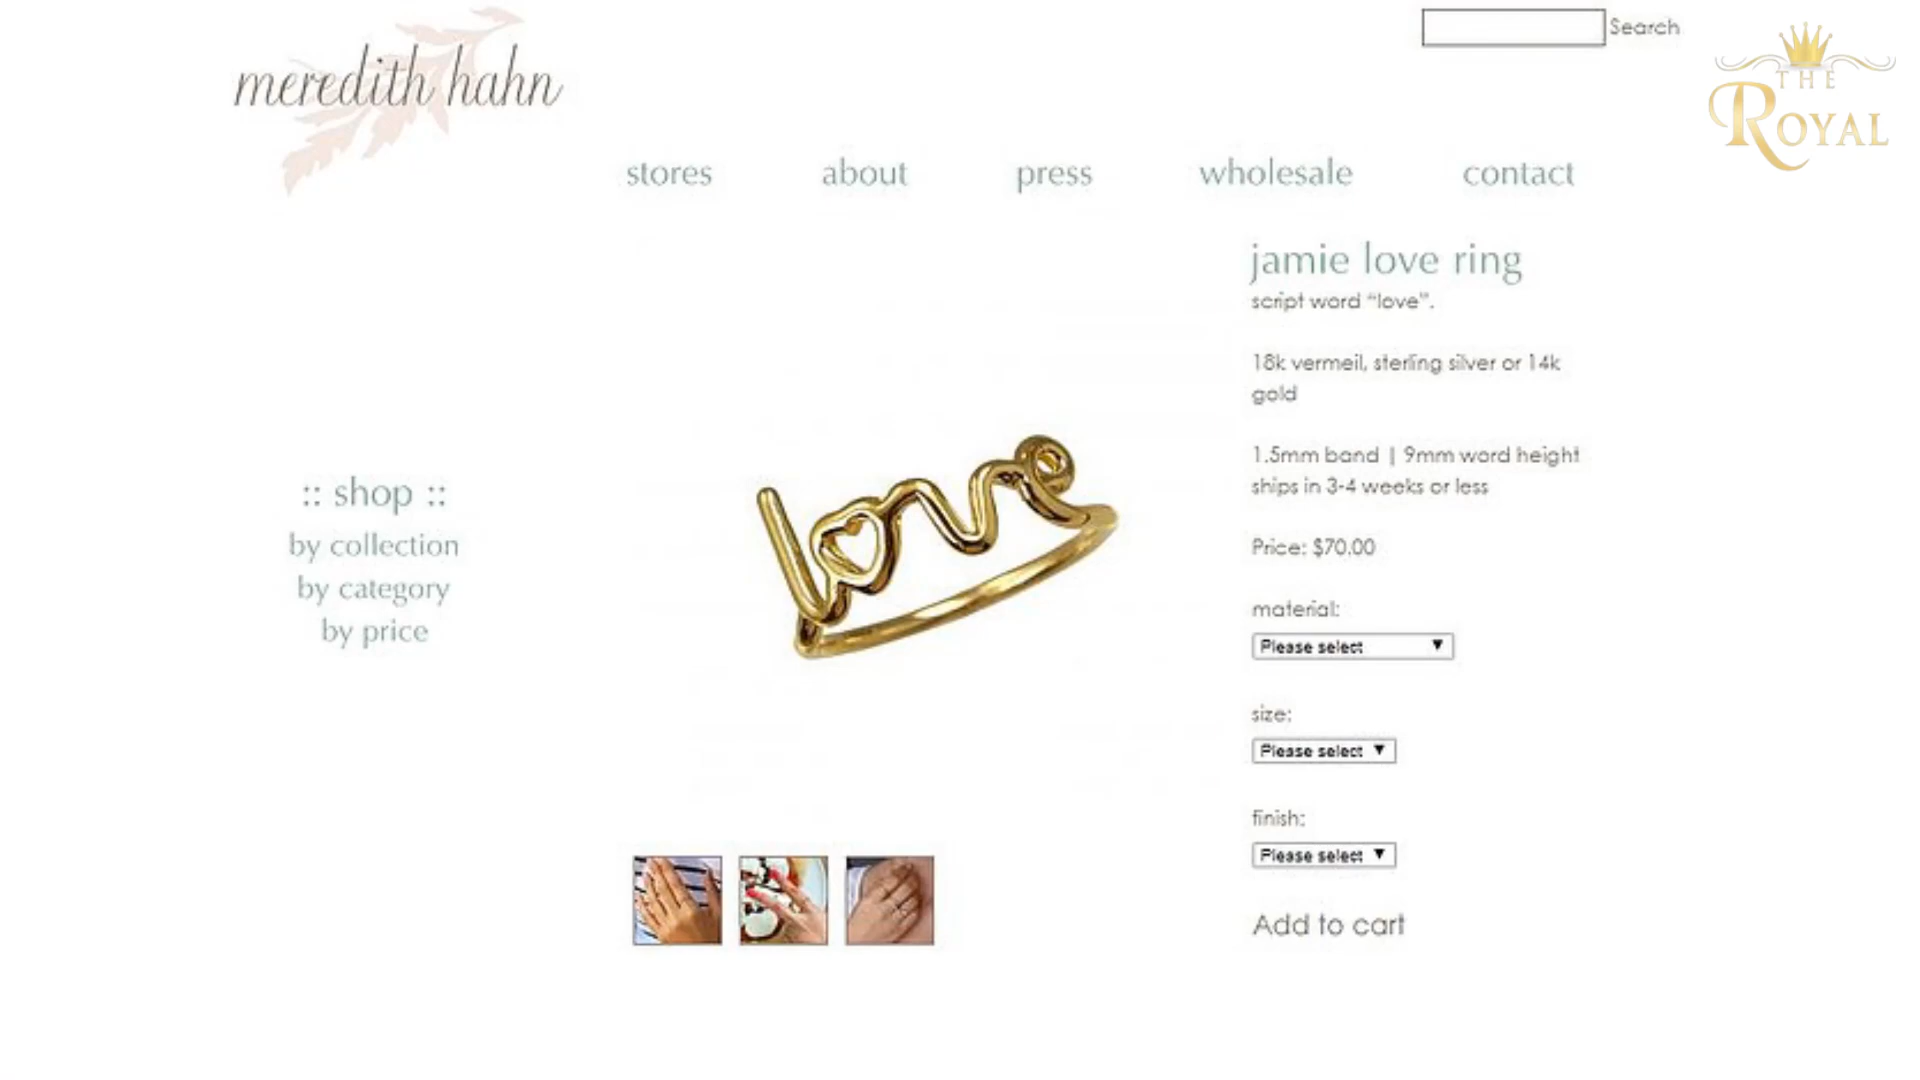 meredith hahn
Search
THE
ROYAL
stores about press wholesale contact
jamie love ring
script word “love”.
18k vermeil, sterling silver or 14k
gold
1.5mm band | 9mm word height
ships in 3-4 weeks or less
Price: $70.00
material:
Please select
size:
Please select
finish:
Please select
Add to cart
:: shop ::
by collection
by category
by price
love